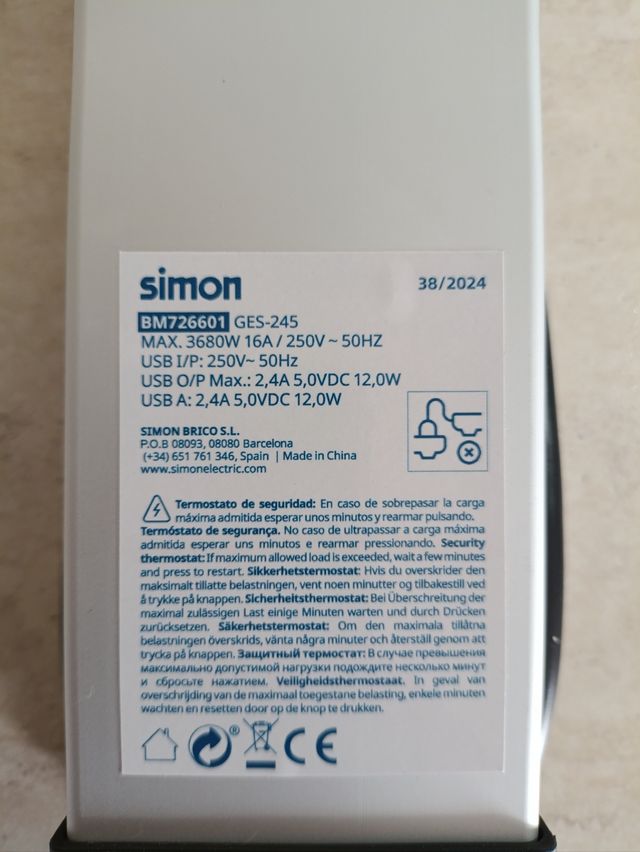 simon
38/2024
BM726601 GES-245
MAX. 3680W 16A / 250V ~ 50HZ
USB I/P: 250V~ 50Hz
USB O/P Max.: 2,4A 5,0VDC 12,0W
USB A: 2,4A 5,0VDC 12,0W
SIMON BRICO S.L.
P.O.B 08093, 08080 Barcelona
(+34) 651 761 346, Spain | Made in China
www.simonelectric.com
Termostato de seguridad: En caso de sobrepasar la carga
máxima admitida esperar unos minutos y rearmar pulsando.
Termóstato de segurança. No caso de ultrapassar a carga máxima
admitida esperar uns minutos e rearmar pressionando. Security
thermostat: If maximum allowed load is exceeded, wait a few minutes
and press to restart. Sikkerhetstermostat: Hvis du overskrider den
maksimalt tillatte belastningen, vent noen minutter og tilbakestill ved
å trykke på knappen. Sicherheitsthermostat: Bei Überschreitung der
maximal zulässigen Last einige Minuten warten und durch Drücken
zurücksetzen. Säkerhetstermostat: Om den maximala tillåtna
belastningen överskrids, vänta några minuter och återställ genom att
trycka på knappen. Защитный термостат: В случае превышения
максимально допустимой нагрузки подождите несколько минут
и сбросьте нажатием. Veiligheidsthermostaat. In geval van
overschrijding van de maximaal toegestane belasting, enkele minuten
wachten en resetten door op de knop te drukken.
® CE